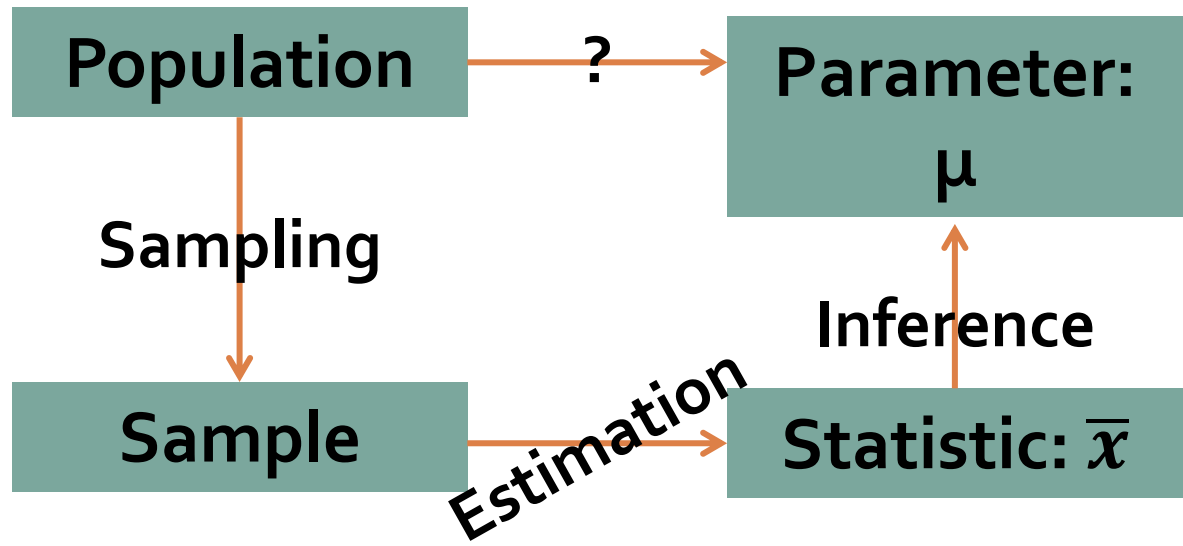 Population
?
Parameter:
μ
Sampling
Inference
Sample
Estimation
Statistic: x̅